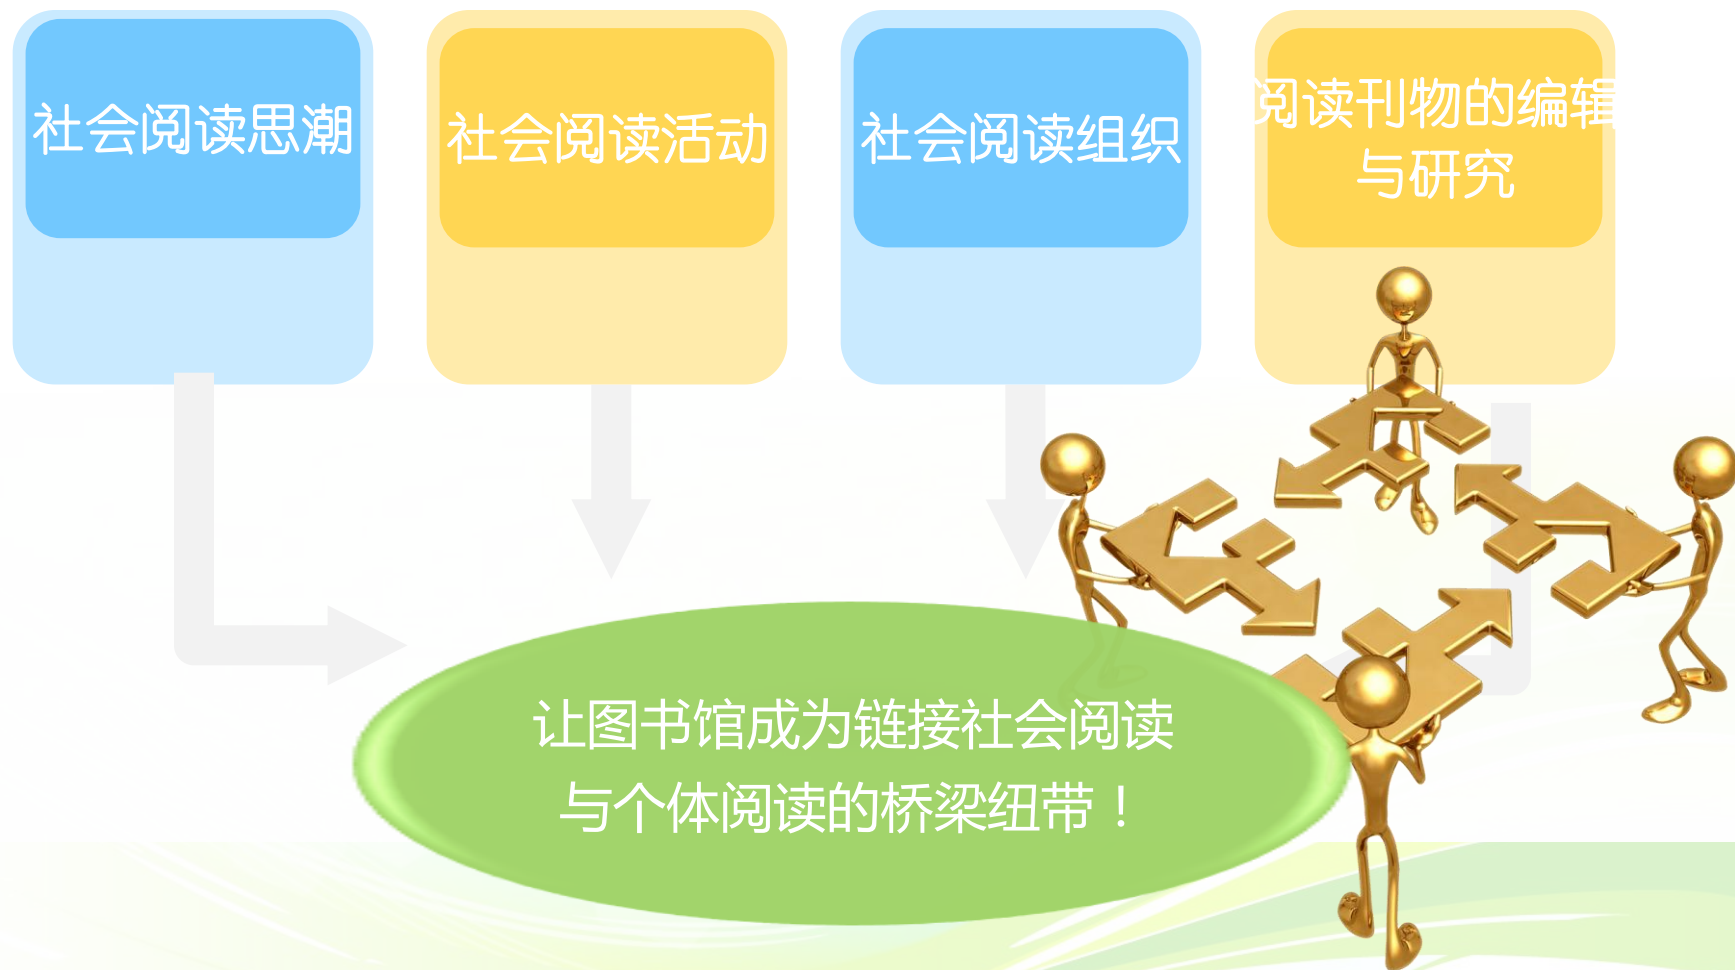 社会阅读思潮
社会阅读活动
社会阅读组织
阅读刊物的编辑
与研究
让图书馆成为链接社会阅读
与个体阅读的桥梁纽带！